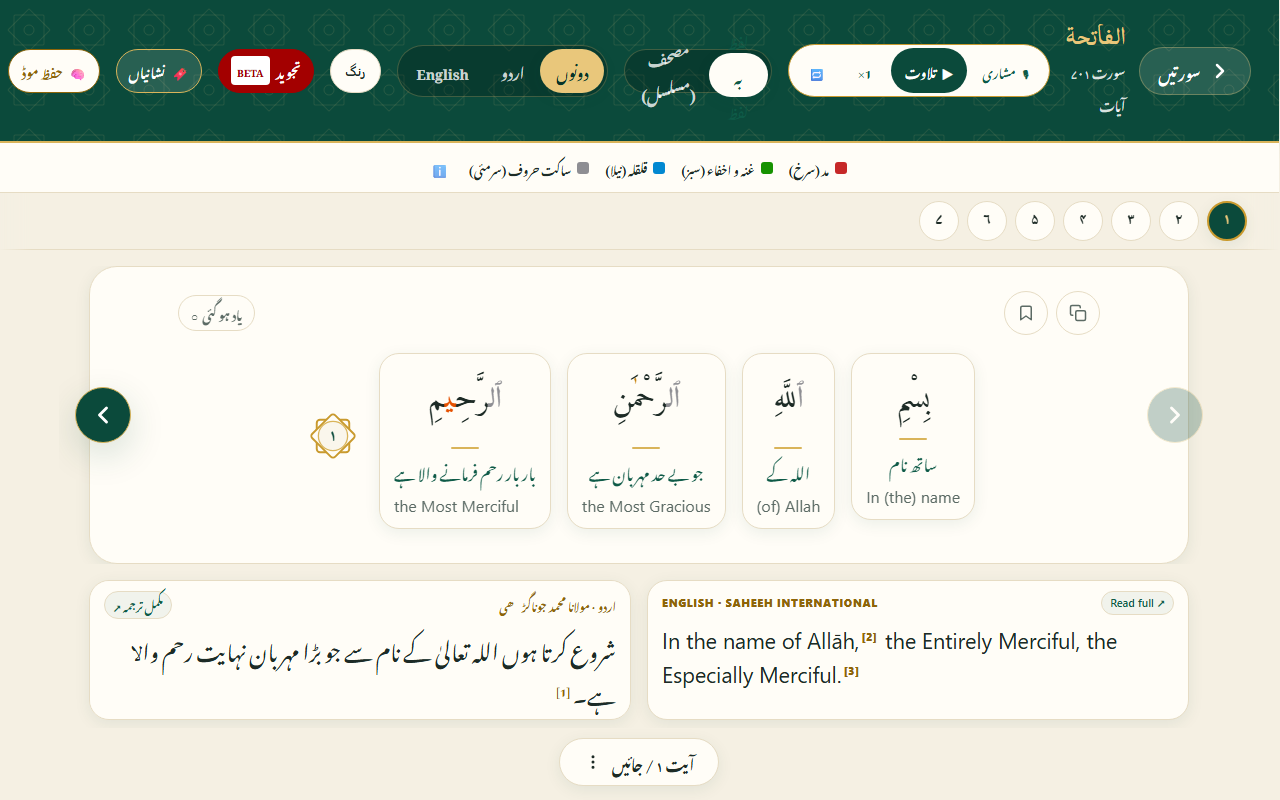 سورتیں
الفاتحة
سورت ۱ · ۷
آیات
مشاری
تلاوت
×1
بہ
مصحف
(مسلسل)
دونوں
اردو
English
رنگ
تجوید BETA
نشانیاں
حفظ موڈ
مد (سرخ)
غنہ و اخفاء (سبز)
قلقلہ (نیلا)
ساکت حروف (سرمئی)
۱ ۲ ۳ ۴ ۵ ۶ ۷
یاد ہو گئی ○
بِسْمِ
ساتھ نام
In (the) name
ٱللَّهِ
اللہ کے
(of) Allah
ٱلرَّحْمَٰنِ
جو بے حد مہربان ہے
the Most Gracious
ٱلرَّحِيمِ
بار بار رحم فرمانے والا ہے
the Most Merciful
۱
ENGLISH · SAHEEH INTERNATIONAL
Read full ↗
In the name of Allāh,[2] the Entirely Merciful, the
Especially Merciful.[3]
اردو · مولانا محمد جوناگڑھی
مکمل ترجمہ ↗
شروع کرتا ہوں اللہ تعالیٰ کے نام سے جو بڑا مہربان نہایت رحم والا
ہے۔ [۱]
آیت ۱ / جائیں